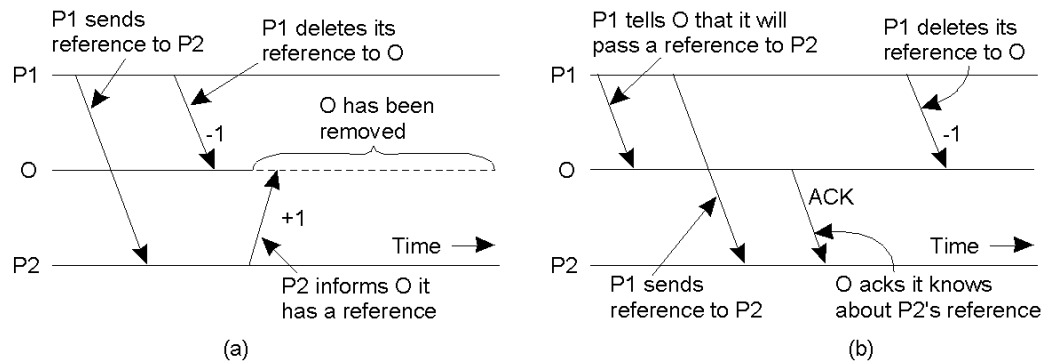 P1 sends
reference to P2
P1 deletes its
reference to O
P1
O has been
removed
-1
O
+1
Time
P2
P2 informs O it
has a reference
(a)
P1 tells O that it will
pass a reference to P2
P1 deletes its
reference to O
P1
-1
O
ACK
Time
P2
P1 sends
reference to P2
O acks it knows
about P2's reference
(b)